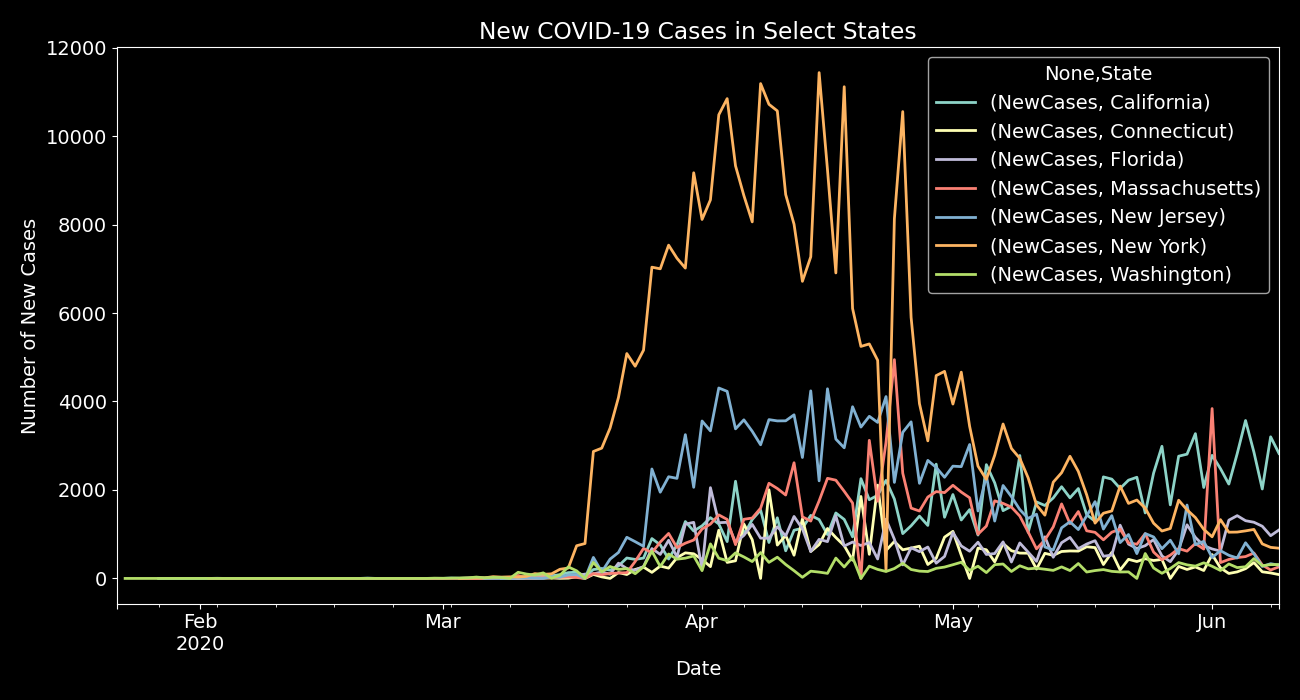 New COVID-19 Cases in Select States
12000
10000
8000
6000
4000
2000
0
Number of New Cases
None,State
(NewCases, California)
(NewCases, Connecticut)
(NewCases, Florida)
(NewCases, Massachusetts)
(NewCases, New Jersey)
(NewCases, New York)
(NewCases, Washington)
Feb Mar Apr May Jun
2020
Date